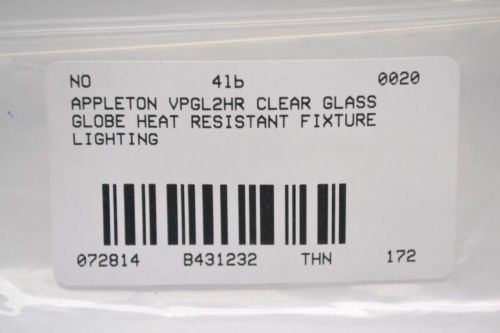 NO 41b 0020
APPLETON VPGL2HR CLEAR GLASS
GLOBE HEAT RESISTANT FIXTURE
LIGHTING
072814 B431232 THN 172